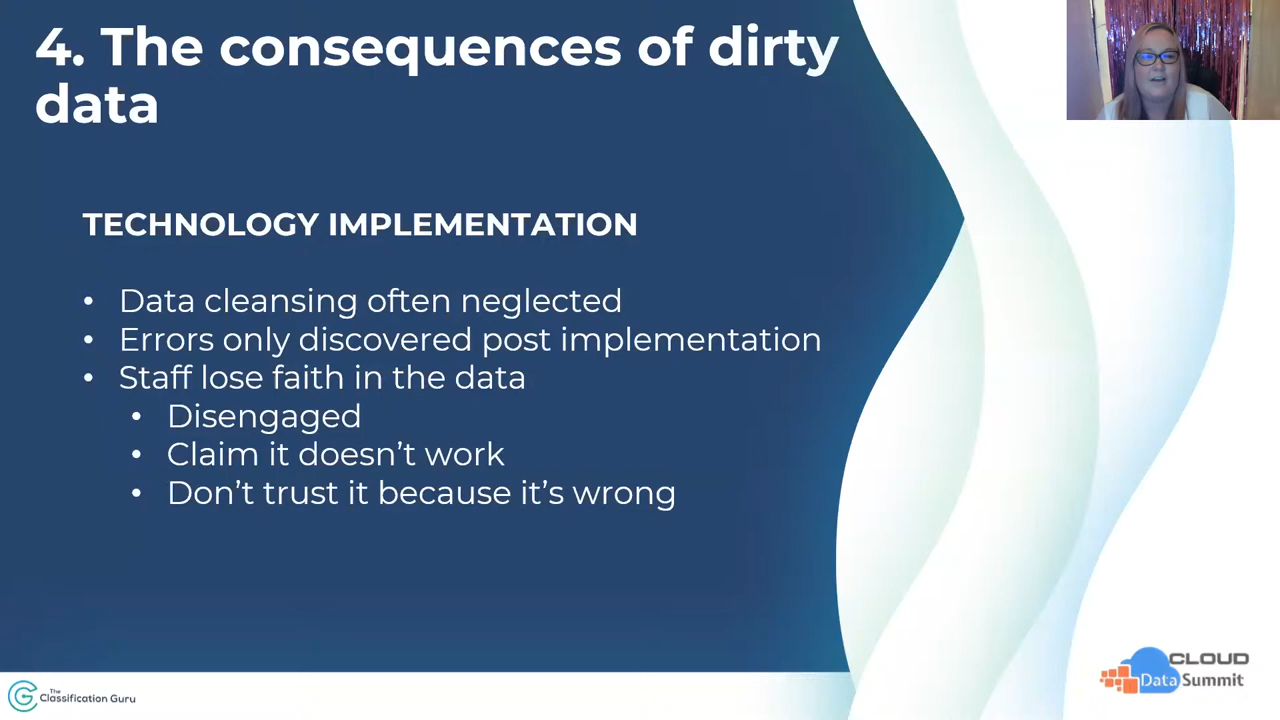 4. The consequences of dirty
data
TECHNOLOGY IMPLEMENTATION
• Data cleansing often neglected
• Errors only discovered post implementation
• Staff lose faith in the data
• Disengaged
• Claim it doesn’t work
• Don’t trust it because it’s wrong
The
Classification Guru
CLOUD
Data Summit